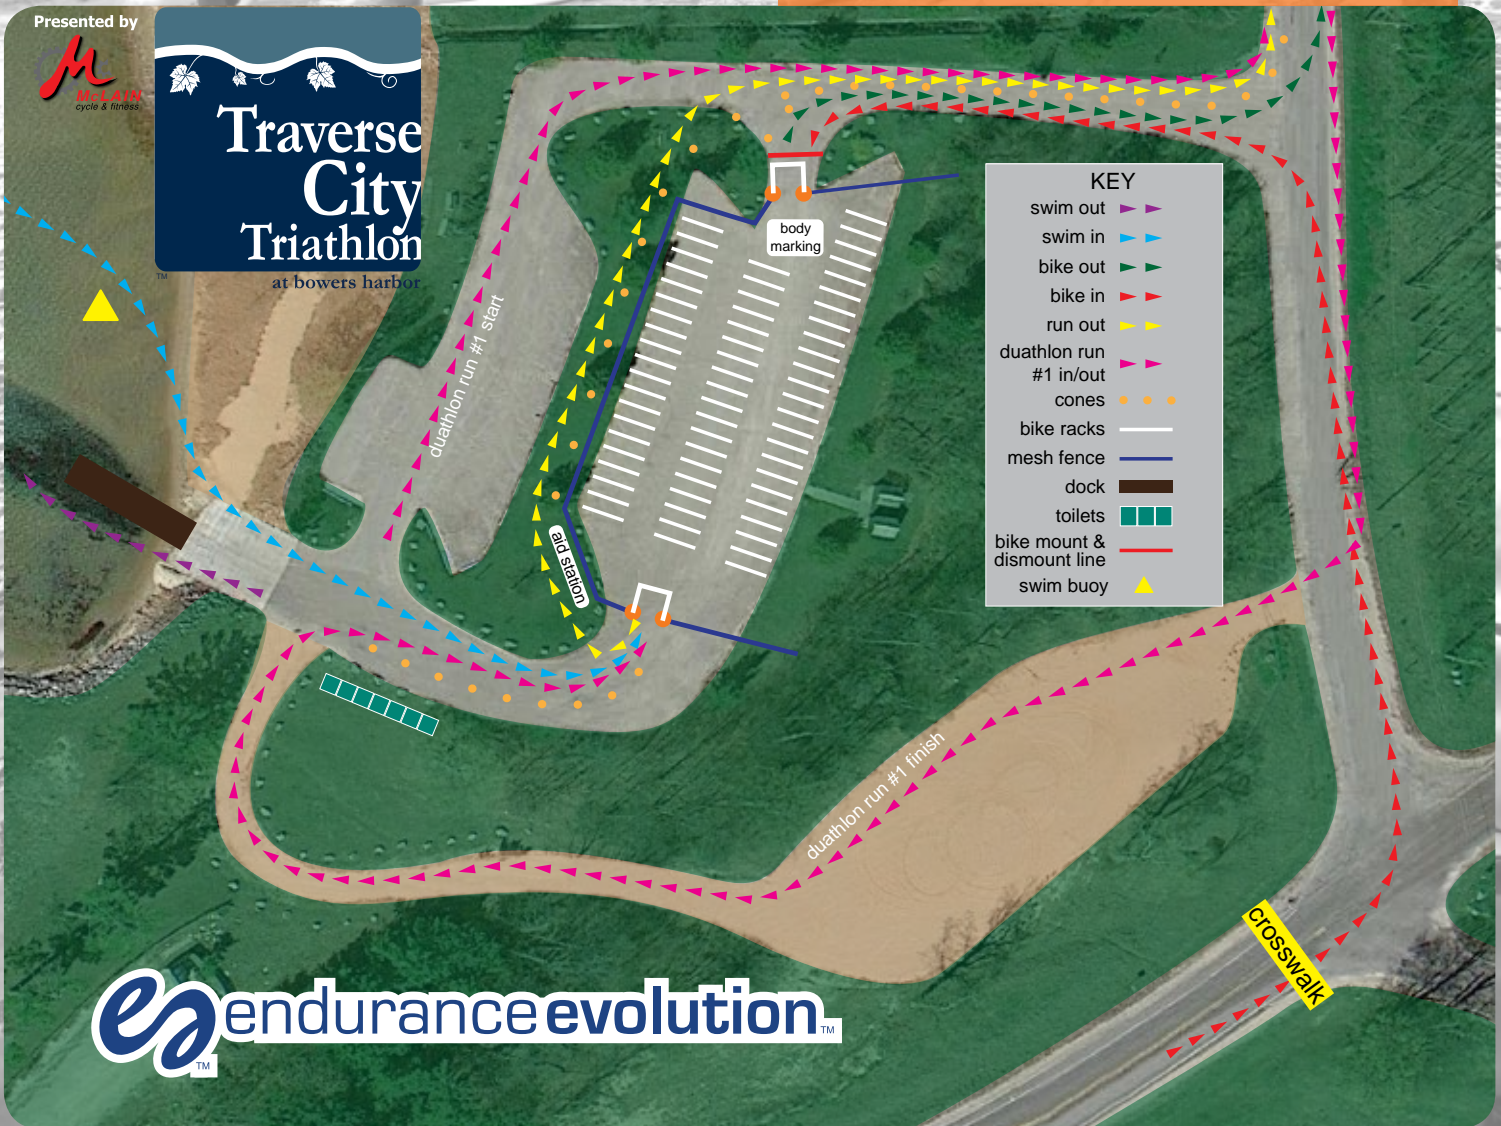 Presented by
McLAIN
cycle & fitness
Traverse
City
Triathlon
TM
at bowers harbor
KEY
swim out
swim in
bike out
bike in
run out
duathlon run
#1 in/out
cones
bike racks
mesh fence
dock
toilets
bike mount &
dismount line
swim buoy
body
marking
duathlon run #1 start
aid station
duathlon run #1 finish
crosswalk
endurance evolution TM
TM